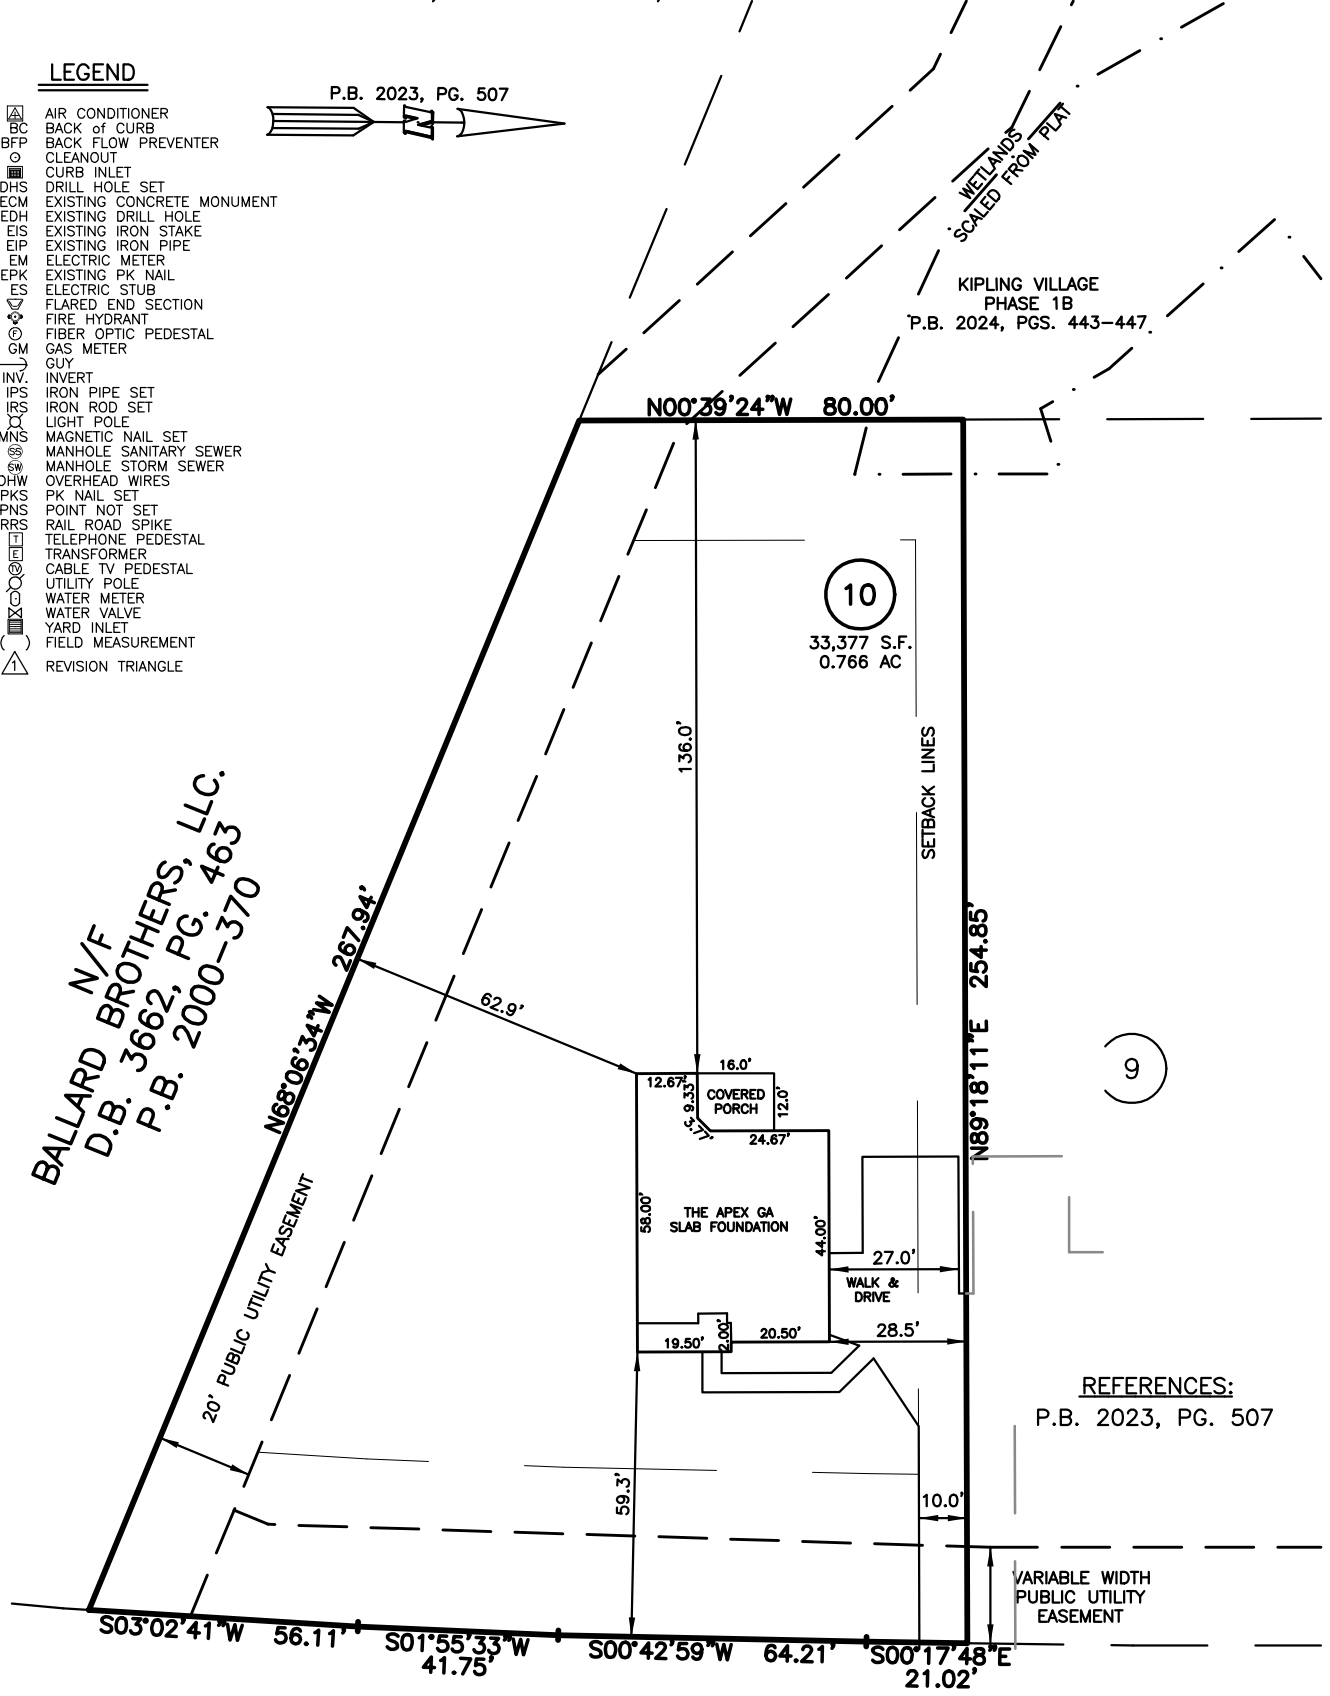 LEGEND
AIR CONDITIONER
BC BACK of CURB
BFP BACK FLOW PREVENTER
CLEANOUT
CURB INLET
DHS DRILL HOLE SET
ECM EXISTING CONCRETE MONUMENT
EDH EXISTING DRILL HOLE
EIS EXISTING IRON STAKE
EIP EXISTING IRON PIPE
EM ELECTRIC METER
EPK EXISTING PK NAIL
ES ELECTRIC STUB
FLARED END SECTION
FIRE HYDRANT
F FIBER OPTIC PEDESTAL
GM GAS METER
GUY
INV. INVERT
IPS IRON PIPE SET
IRS IRON ROD SET
LIGHT POLE
MNS MAGNETIC NAIL SET
SS MANHOLE SANITARY SEWER
SW MANHOLE STORM SEWER
OHW OVERHEAD WIRES
PKS PK NAIL SET
PNS POINT NOT SET
RRS RAIL ROAD SPIKE
T TELEPHONE PEDESTAL
E TRANSFORMER
TV CABLE TV PEDESTAL
UTILITY POLE
WATER METER
WATER VALVE
YARD INLET
( ) FIELD MEASUREMENT
1 REVISION TRIANGLE
P.B. 2023, PG. 507
N
WETLANDS
SCALED FROM PLAT
KIPLING VILLAGE
PHASE 1B
P.B. 2024, PGS. 443-447
N00°39'24"W 80.00'
10
33,377 S.F.
0.766 AC
136.0'
SETBACK LINES
N/F
BALLARD BROTHERS, LLC.
D.B. 3662, PG. 463
P.B. 2000-370
N68°06'34"W 267.94'
62.9'
N89°18'11"E 254.85'
9
16.0'
12.67'
9.33'
COVERED
PORCH
12.0'
3.77'
24.67'
58.00'
THE APEX GA
SLAB FOUNDATION
44.00'
27.0'
WALK &
DRIVE
19.50'
2.00'
20.50'
28.5'
20' PUBLIC UTILITY EASEMENT
REFERENCES:
P.B. 2023, PG. 507
59.3'
10.0'
VARIABLE WIDTH
PUBLIC UTILITY
EASEMENT
S03°02'41"W 56.11'
S01°55'33"W
41.75'
S00°42'59"W 64.21'
S00°17'48"E
21.02'